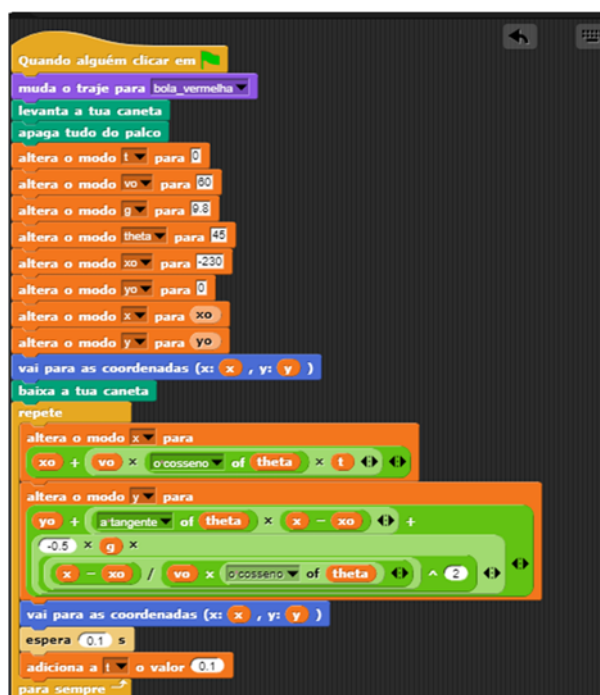 Quando alguém clicar em
muda o traje para bola_vermelha
levanta a tua caneta
apaga tudo do palco
altera o modo t para 0
altera o modo vo para 60
altera o modo g para 9.8
altera o modo theta para 45
altera o modo xo para -230
altera o modo yo para 0
altera o modo x para xo
altera o modo y para yo
vai para as coordenadas (x: x , y: y )
baixa a tua caneta
repete
altera o modo x para
xo + vo × o cosseno of theta × t
altera o modo y para
yo + a tangente of theta × x − xo +
-0.5 × g ×
x − xo / vo x o cosseno of theta ^ 2
vai para as coordenadas (x: x , y: y )
espera 0.1 s
adiciona a t o valor 0.1
para sempre